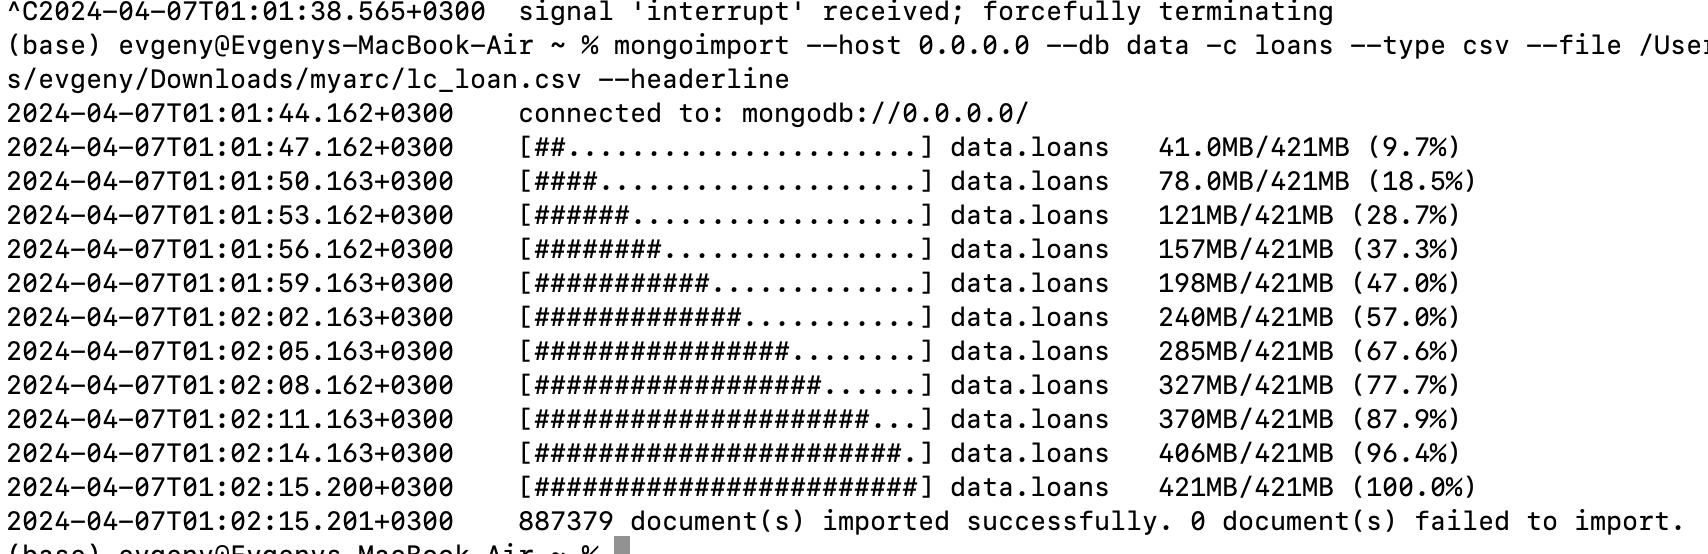 ^C2024-04-07T01:01:38.565+0300  signal 'interrupt' received; forcefully terminating
(base) evgeny@Evgenys-MacBook-Air ~ % mongoimport --host 0.0.0.0 --db data -c loans --type csv --file /User
s/evgeny/Downloads/myarc/lc_loan.csv --headerline
2024-04-07T01:01:44.162+0300    connected to: mongodb://0.0.0.0/
2024-04-07T01:01:47.162+0300    [##......................] data.loans   41.0MB/421MB (9.7%)
2024-04-07T01:01:50.163+0300    [####....................] data.loans   78.0MB/421MB (18.5%)
2024-04-07T01:01:53.162+0300    [######..................] data.loans   121MB/421MB (28.7%)
2024-04-07T01:01:56.162+0300    [########................] data.loans   157MB/421MB (37.3%)
2024-04-07T01:01:59.163+0300    [###########.............] data.loans   198MB/421MB (47.0%)
2024-04-07T01:02:02.163+0300    [#############...........] data.loans   240MB/421MB (57.0%)
2024-04-07T01:02:05.163+0300    [################........] data.loans   285MB/421MB (67.6%)
2024-04-07T01:02:08.162+0300    [##################......] data.loans   327MB/421MB (77.7%)
2024-04-07T01:02:11.163+0300    [#####################...] data.loans   370MB/421MB (87.9%)
2024-04-07T01:02:14.163+0300    [#######################.] data.loans   406MB/421MB (96.4%)
2024-04-07T01:02:15.200+0300    [########################] data.loans   421MB/421MB (100.0%)
2024-04-07T01:02:15.201+0300    887379 document(s) imported successfully. 0 document(s) failed to import.
(base) evgeny@Evgenys-MacBook-Air ~ %